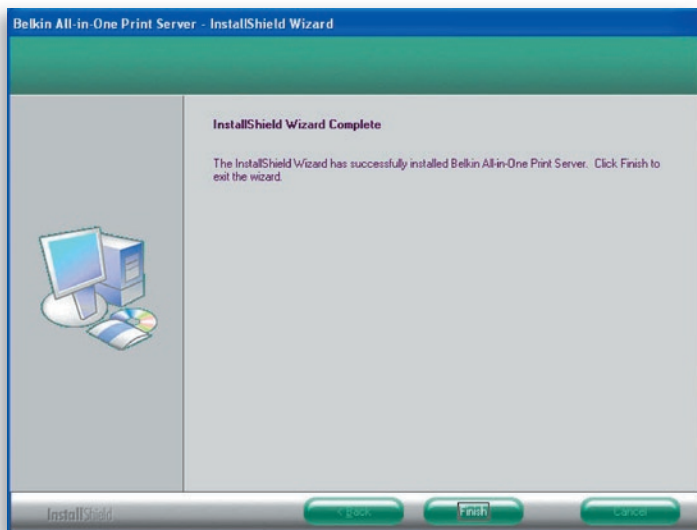 Belkin All-in-One Print Server - InstallShield Wizard
InstallShield Wizard Complete
The InstallShield Wizard has successfully installed Belkin All-in-One Print Server. Click Finish to
exit the wizard.
InstallShield
< Back
Finish
Cancel